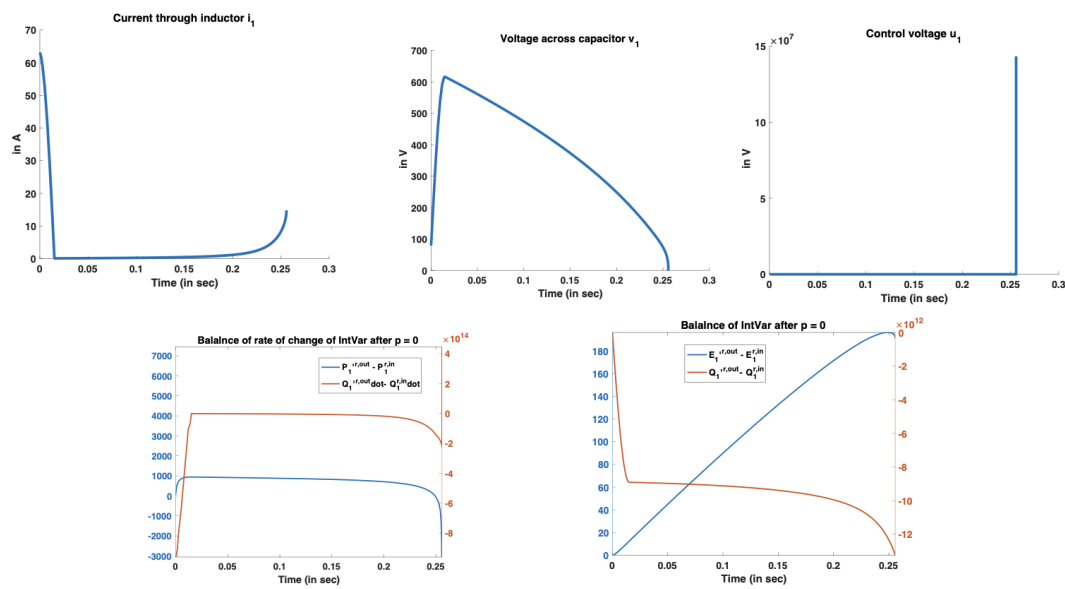 Current through inductor i1
in A
70
60
50
40
30
20
10
0
0 0.05 0.1 0.15 0.2 0.25 0.3
Time (in sec)
Voltage across capacitor v1
in V
700
600
500
400
300
200
100
0
0 0.05 0.1 0.15 0.2 0.25 0.3
Time (in sec)
Control voltage u1
×10^7
in V
15
10
5
0
0 0.05 0.1 0.15 0.2 0.25 0.3
Time (in sec)
Balalnce of rate of change of IntVar after p = 0
×10^14
7000
6000
5000
4000
3000
2000
1000
0
-1000
-2000
-3000
4
2
0
-2
-4
-6
-8
P1'r,out - P1r,in
Q1'r,outdot- Q1r,indot
0 0.05 0.1 0.15 0.2 0.25
Time (in sec)
Balalnce of IntVar after p = 0
×10^12
180
160
140
120
100
80
60
40
20
0
0
-2
-4
-6
-8
-10
-12
E1'r,out - E1r,in
Q1'r,out- Q1r,in
0 0.05 0.1 0.15 0.2 0.25
Time (in sec)